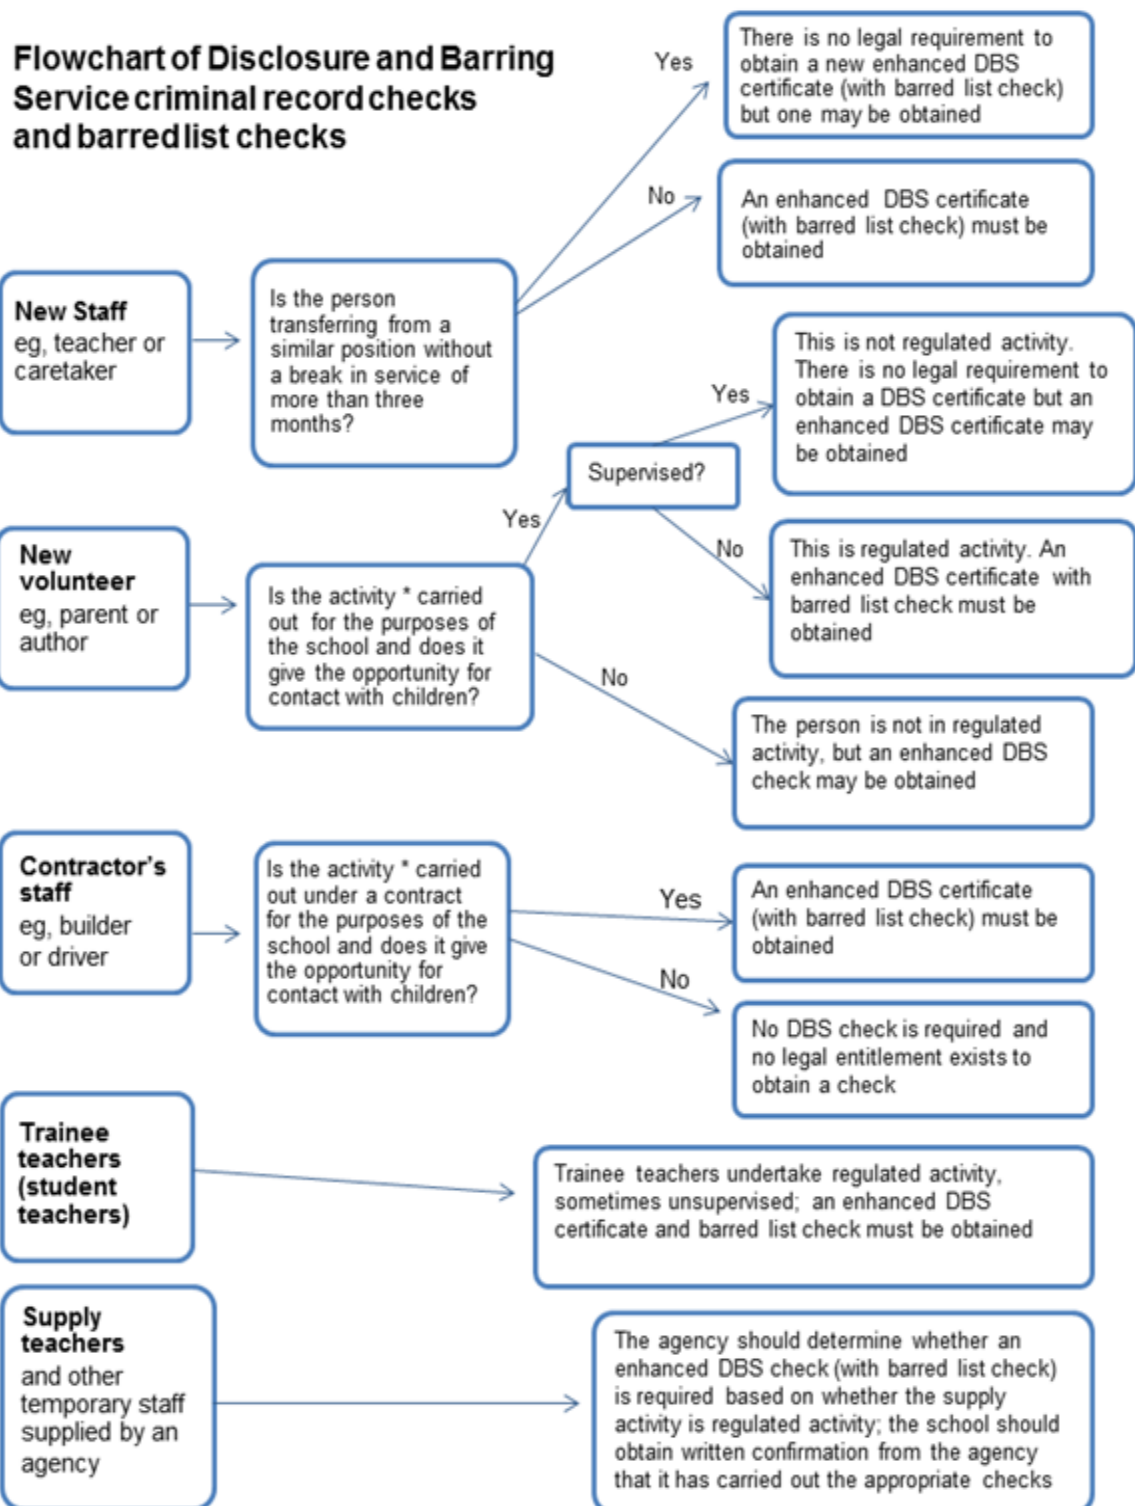 Flowchart of Disclosure and Barring
Service criminal record checks
and barred list checks
Yes
There is no legal requirement to
obtain a new enhanced DBS
certificate (with barred list check)
but one may be obtained
No
An enhanced DBS certificate
(with barred list check) must be
obtained
New Staff
eg, teacher or
caretaker
Is the person
transferring from a
similar position without
a break in service of
more than three
months?
New
volunteer
eg, parent or
author
Is the activity * carried
out for the purposes of
the school and does it
give the opportunity for
contact with children?
Yes
Supervised?
Yes
This is not regulated activity.
There is no legal requirement to
obtain a DBS certificate but an
enhanced DBS certificate may
be obtained
No
This is regulated activity. An
enhanced DBS certificate with
barred list check must be
obtained
No
The person is not in regulated
activity, but an enhanced DBS
check may be obtained
Contractor's
staff
eg, builder
or driver
Is the activity * carried
out under a contract
for the purposes of the
school and does it give
the opportunity for
contact with children?
Yes
An enhanced DBS certificate
(with barred list check) must be
obtained
No
No DBS check is required and
no legal entitlement exists to
obtain a check
Trainee
teachers
(student
teachers)
Trainee teachers undertake regulated activity,
sometimes unsupervised; an enhanced DBS
certificate and barred list check must be obtained
Supply
teachers
and other
temporary staff
supplied by an
agency
The agency should determine whether an
enhanced DBS check (with barred list check)
is required based on whether the supply
activity is regulated activity; the school should
obtain written confirmation from the agency
that it has carried out the appropriate checks